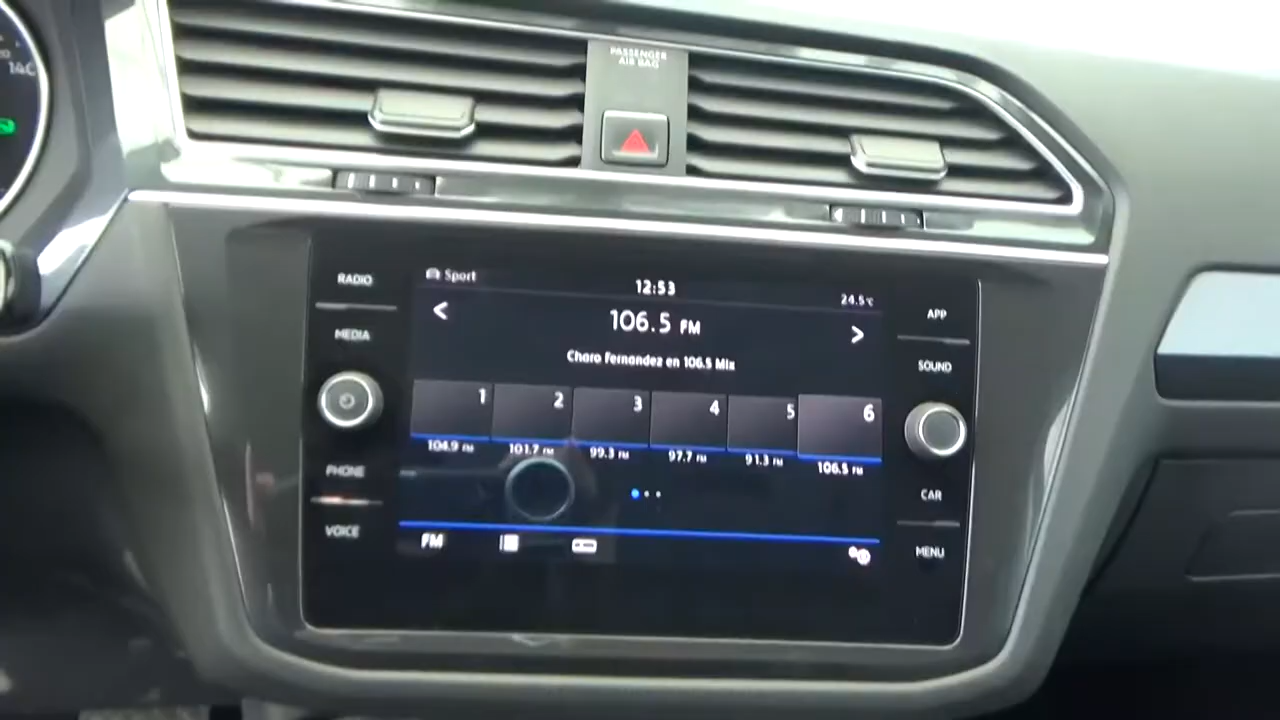 140
PASSENGER
AIR BAG
RADIO
MEDIA
PHONE
VOICE
Sport
12:53
24.5°C
<
106.5 FM
>
Charo Fernandez en 106.5 Mix
1 2 3 4 5 6
104.9 FM 101.7 FM 99.3 FM 97.7 FM 91.3 FM 106.5 FM
FM
APP
SOUND
CAR
MENU